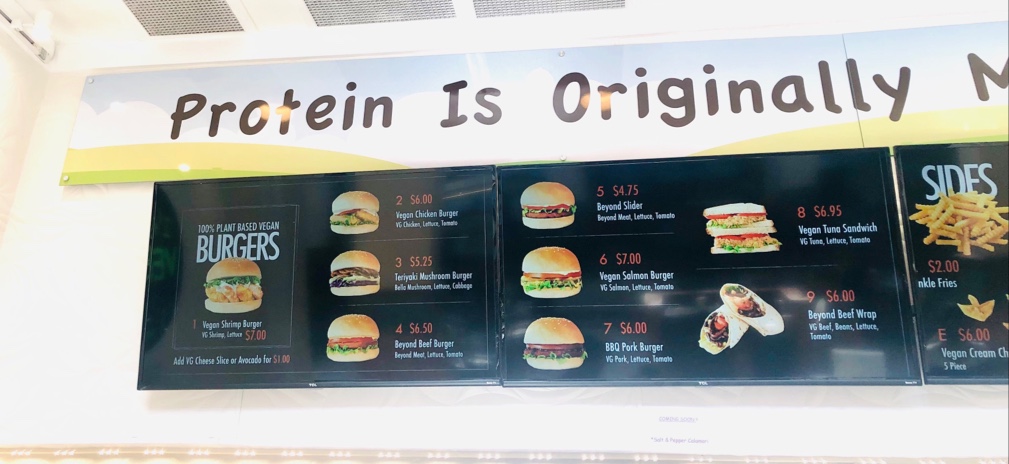 Protein Is Originally M
100% PLANT BASED VEGAN
BURGERS
1 Vegan Shrimp Burger
VG Shrimp, Lettuce $7.00
Add VG Cheese Slice or Avocado for $1.00
2 $6.00
Vegan Chicken Burger
VG Chicken, Lettuce, Tomato
3 $5.25
Teriyaki Mushroom Burger
Bella Mushroom, Lettuce, Cabbage
4 $6.50
Beyond Beef Burger
Beyond Meat, Lettuce, Tomato
5 $4.75
Beyond Slider
Beyond Meat, Lettuce, Tomato
6 $7.00
Vegan Salmon Burger
VG Salmon, Lettuce, Tomato
7 $6.00
BBQ Pork Burger
VG Pork, Lettuce, Tomato
8 $6.95
Vegan Tuna Sandwich
VG Tuna, Lettuce, Tomato
9 $6.00
Beyond Beef Wrap
VG Beef, Beans, Lettuce,
Tomato
SIDES
$2.00
nkle Fries
E $6.00
Vegan Cream Ch
5 Piece
TCL
TCL